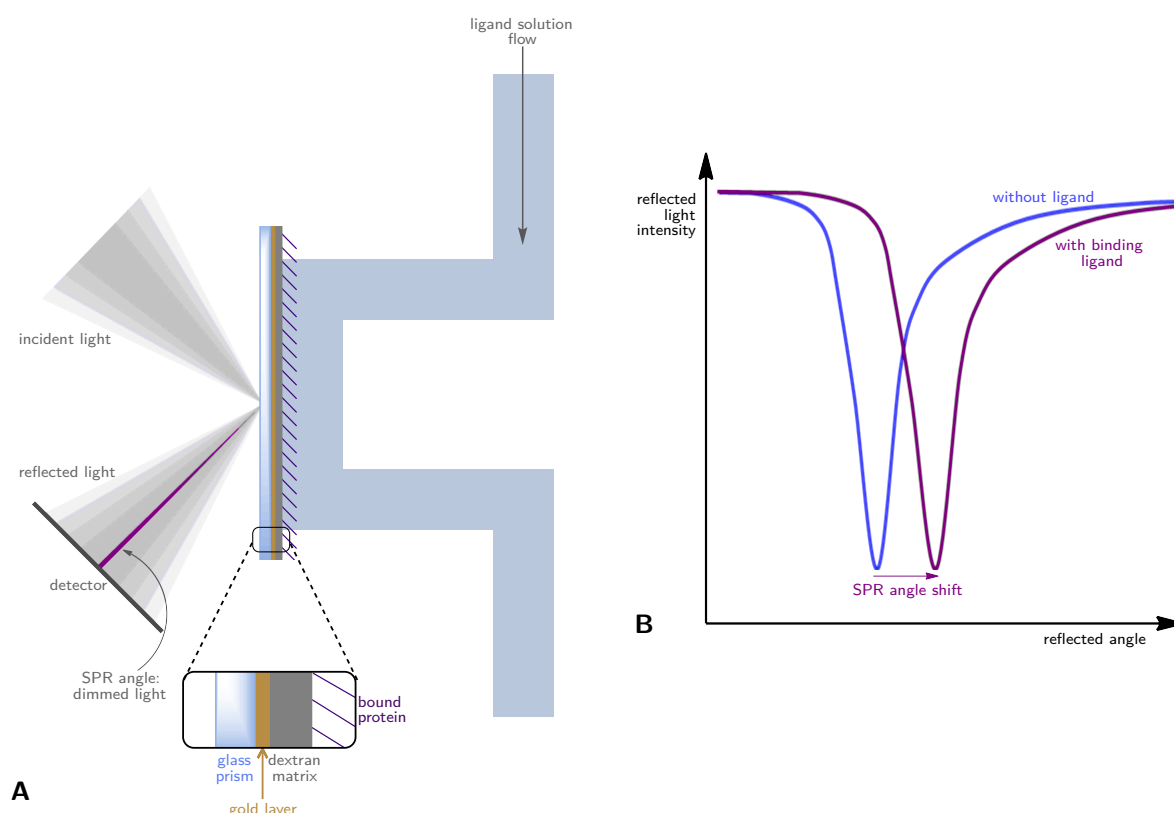 ligand solution
flow
incident light
reflected light
detector
SPR angle:
dimmed light
bound
protein
glass
prism
dextran
matrix
gold layer
A
reflected
light
intensity
without ligand
with binding
ligand
SPR angle shift
B
reflected angle